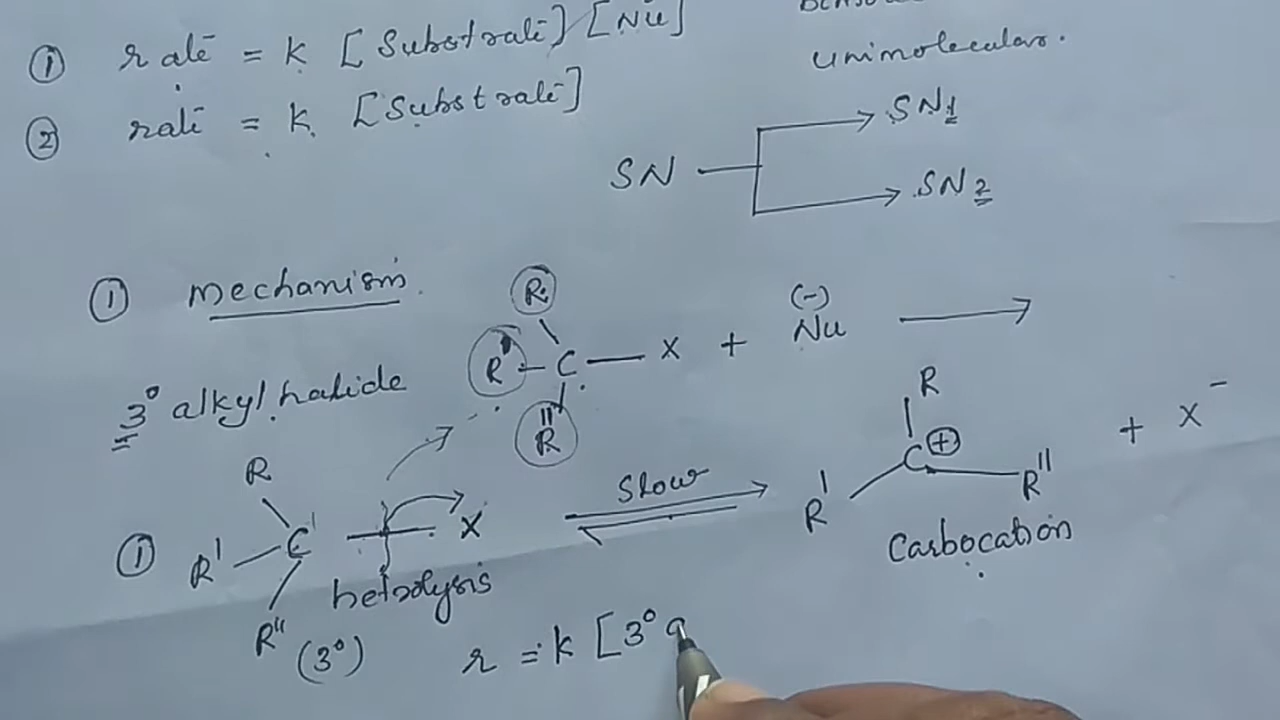 ① rate = k [Substrate] [Nu]
unimolecular.
② rate = k [Substrate]
SN
SN1
SN2
① mechanism.
3° alkyl halide
R
R' – C – X + Nu (-)
R''
R
① R' – C – X
R'' (3°)
hetrolysis
Slow
R
C ⊕
R' R''
+ X⁻
Carbocation
r = k [3° a